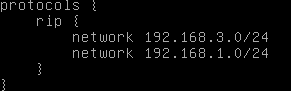 protocols {
    rip {
        network 192.168.3.0/24
        network 192.168.1.0/24
    }
}